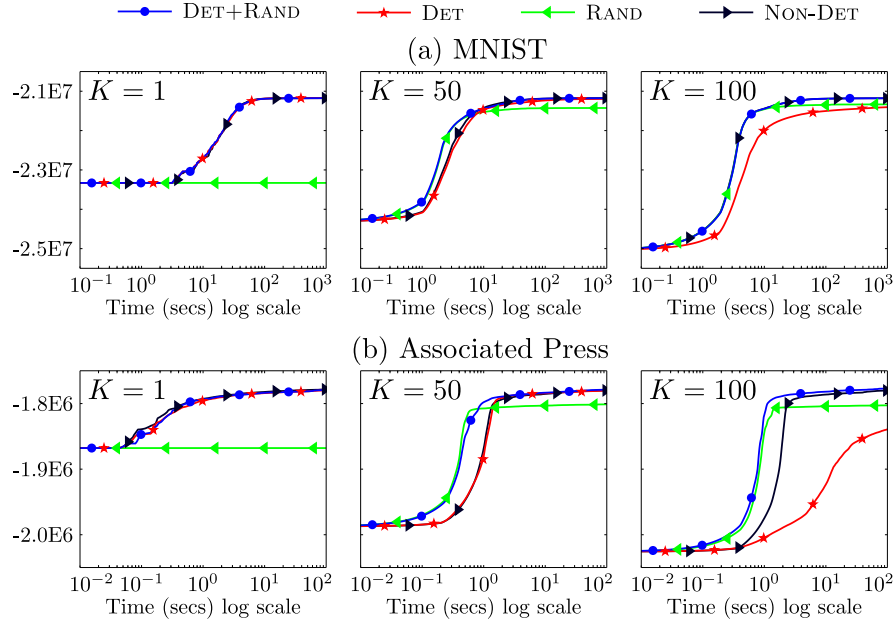 DET+RAND DET RAND NON-DET
(a) MNIST
K = 1 K = 50 K = 100
-2.1E7
-2.3E7
-2.5E7
10^-1 10^0 10^1 10^2 10^3 10^-1 10^0 10^1 10^2 10^3 10^-1 10^0 10^1 10^2 10^3
Time (secs) log scale Time (secs) log scale Time (secs) log scale
(b) Associated Press
K = 1 K = 50 K = 100
-1.8E6
-1.9E6
-2.0E6
10^-2 10^-1 10^0 10^1 10^2 10^-2 10^-1 10^0 10^1 10^2 10^-2 10^-1 10^0 10^1 10^2
Time (secs) log scale Time (secs) log scale Time (secs) log scale